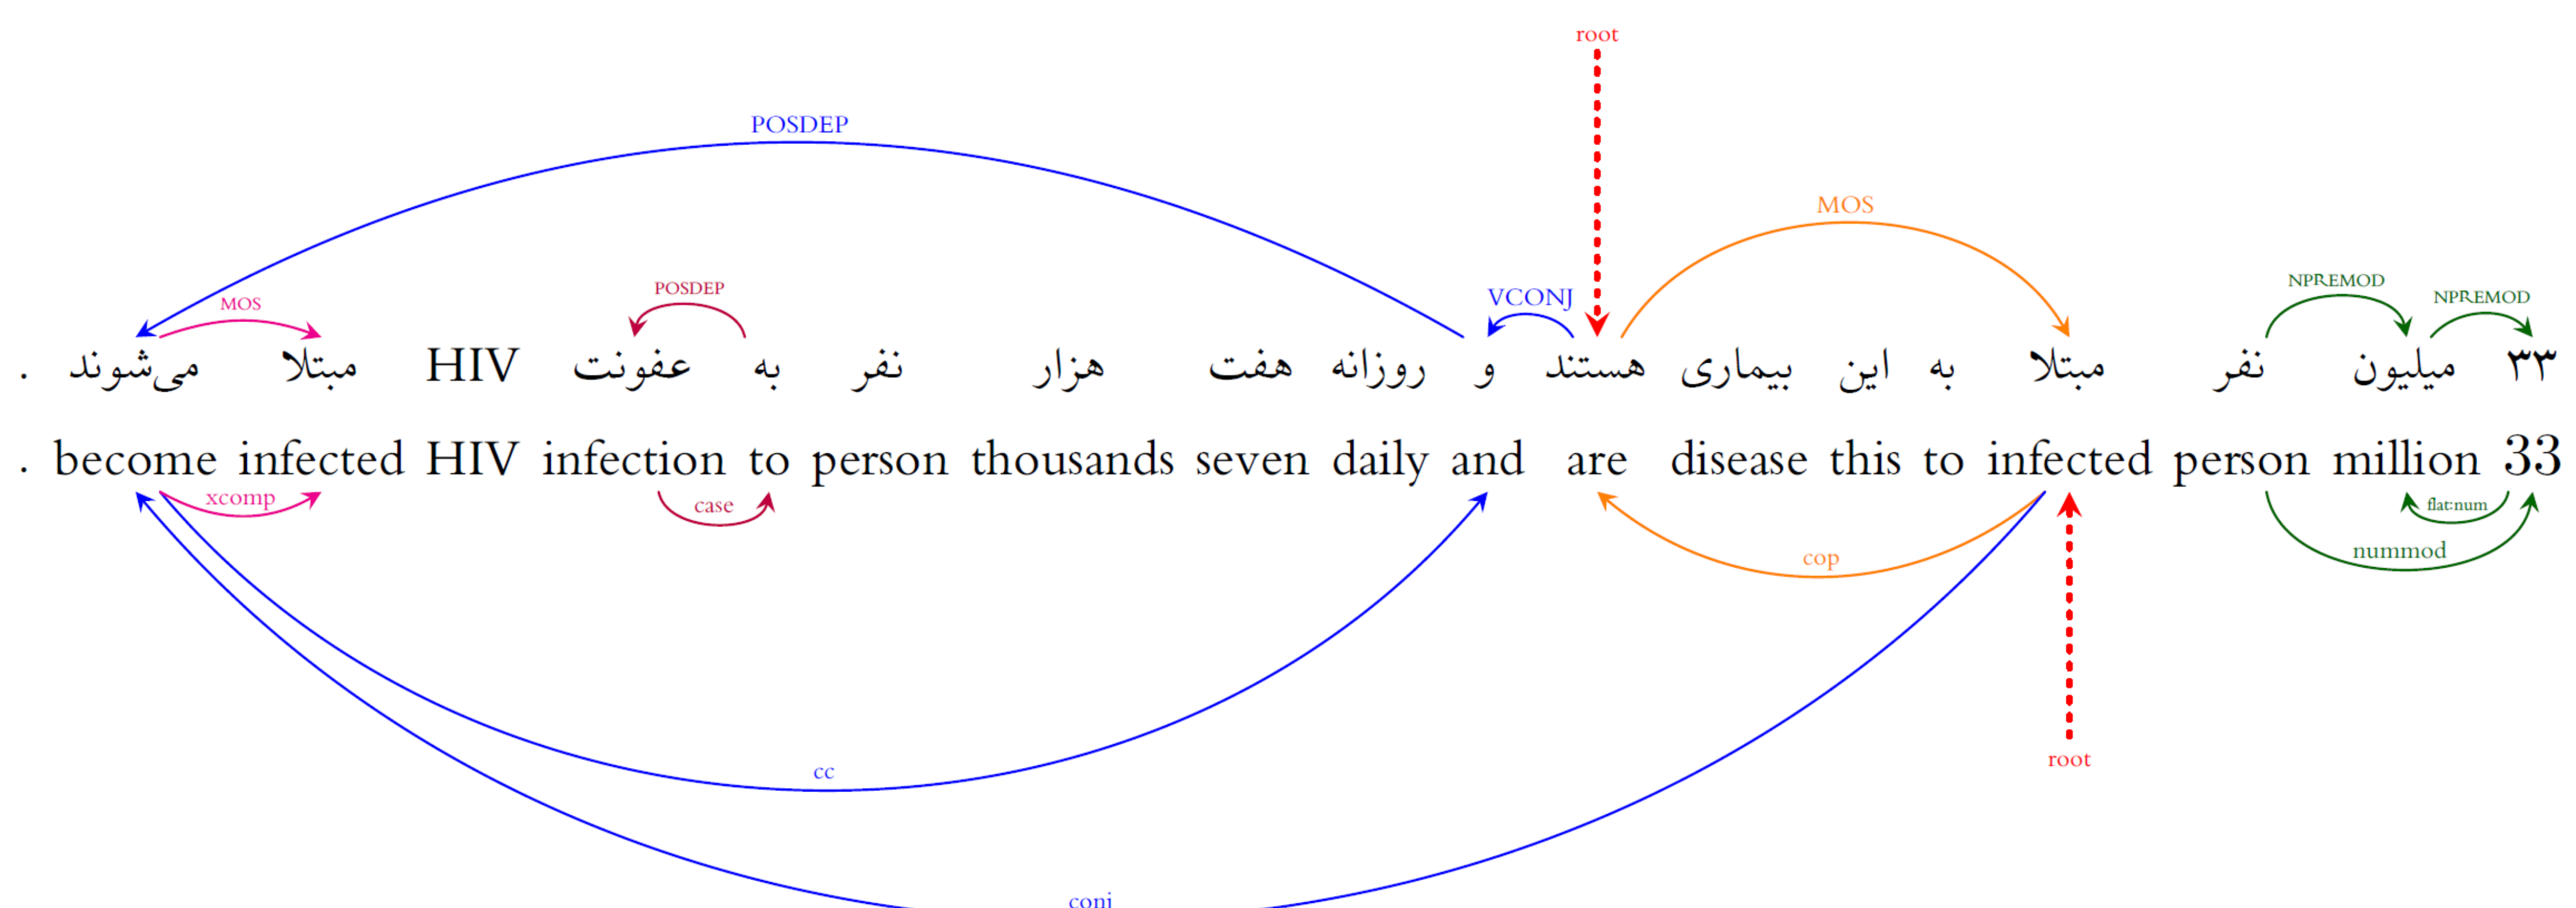 root
POSDEP
MOS
NPREMOD
NPREMOD
VCONJ
POSDEP
MOS
۳۳ میلیون نفر مبتلا به این بیماری هستند و روزانه هفت هزار نفر به عفونت HIV مبتلا می‌شوند .
. become infected HIV infection to person thousands seven daily and are disease this to infected person million 33
xcomp
case
flat:num
nummod
cop
root
cc
conj